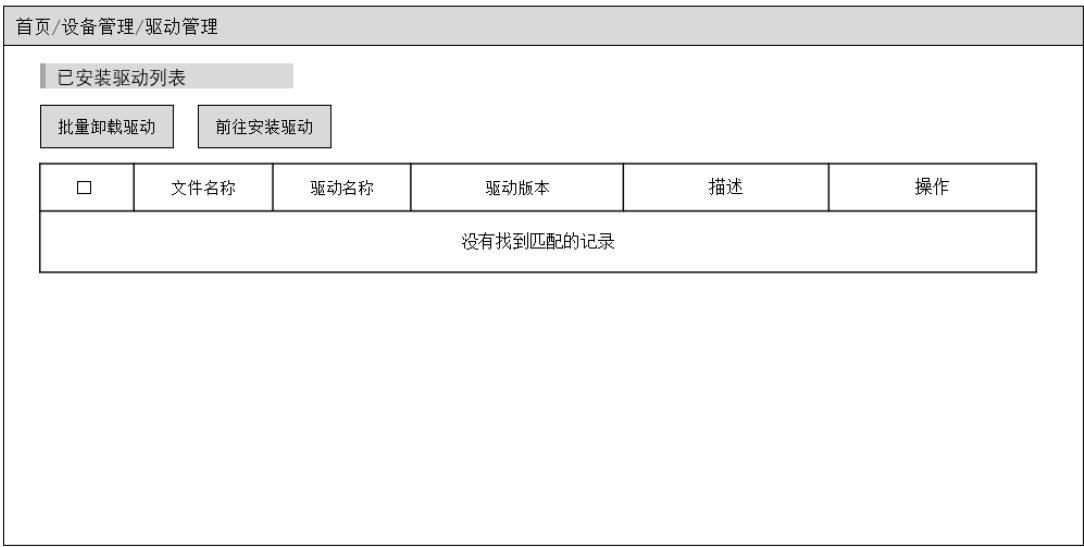 首页/设备管理/驱动管理
已安装驱动列表
批量卸载驱动 前往安装驱动
文件名称 驱动名称 驱动版本 描述 操作
没有找到匹配的记录